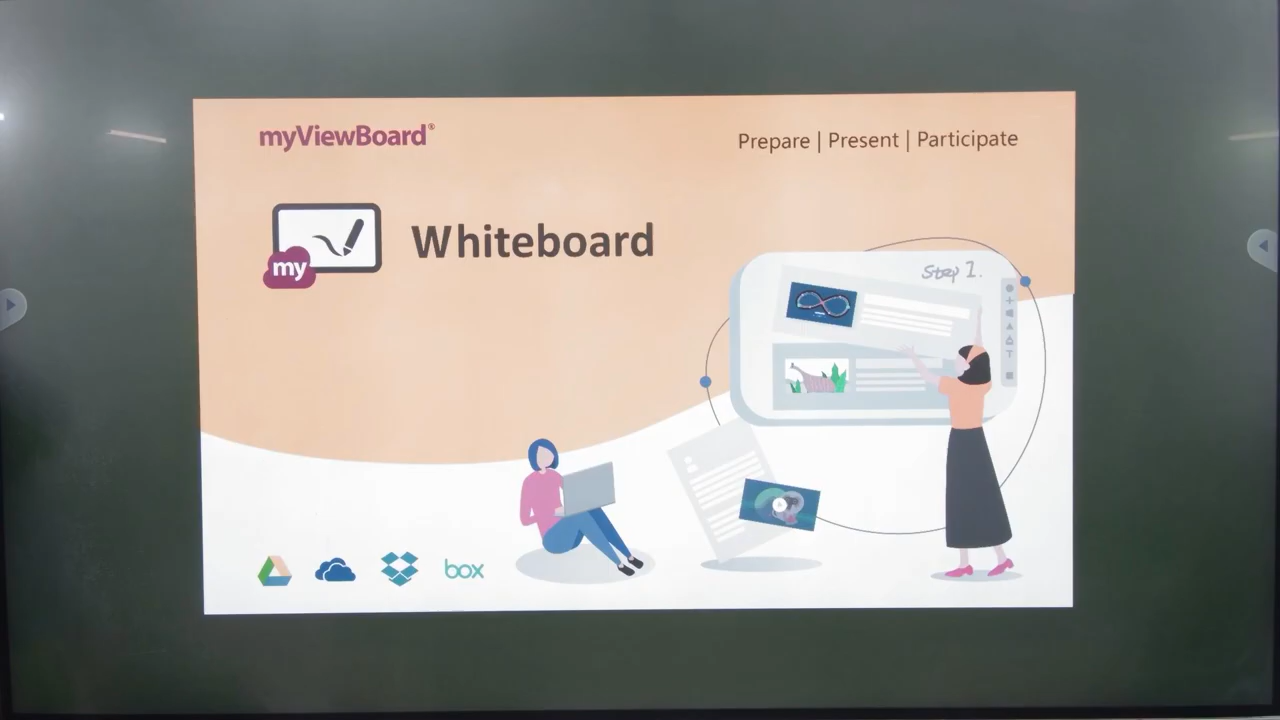 myViewBoard®
Prepare | Present | Participate
my
Whiteboard
Step 1.
T
box